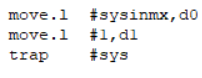 move.l #sysinmx,d0
move.l #1,d1
trap #sys